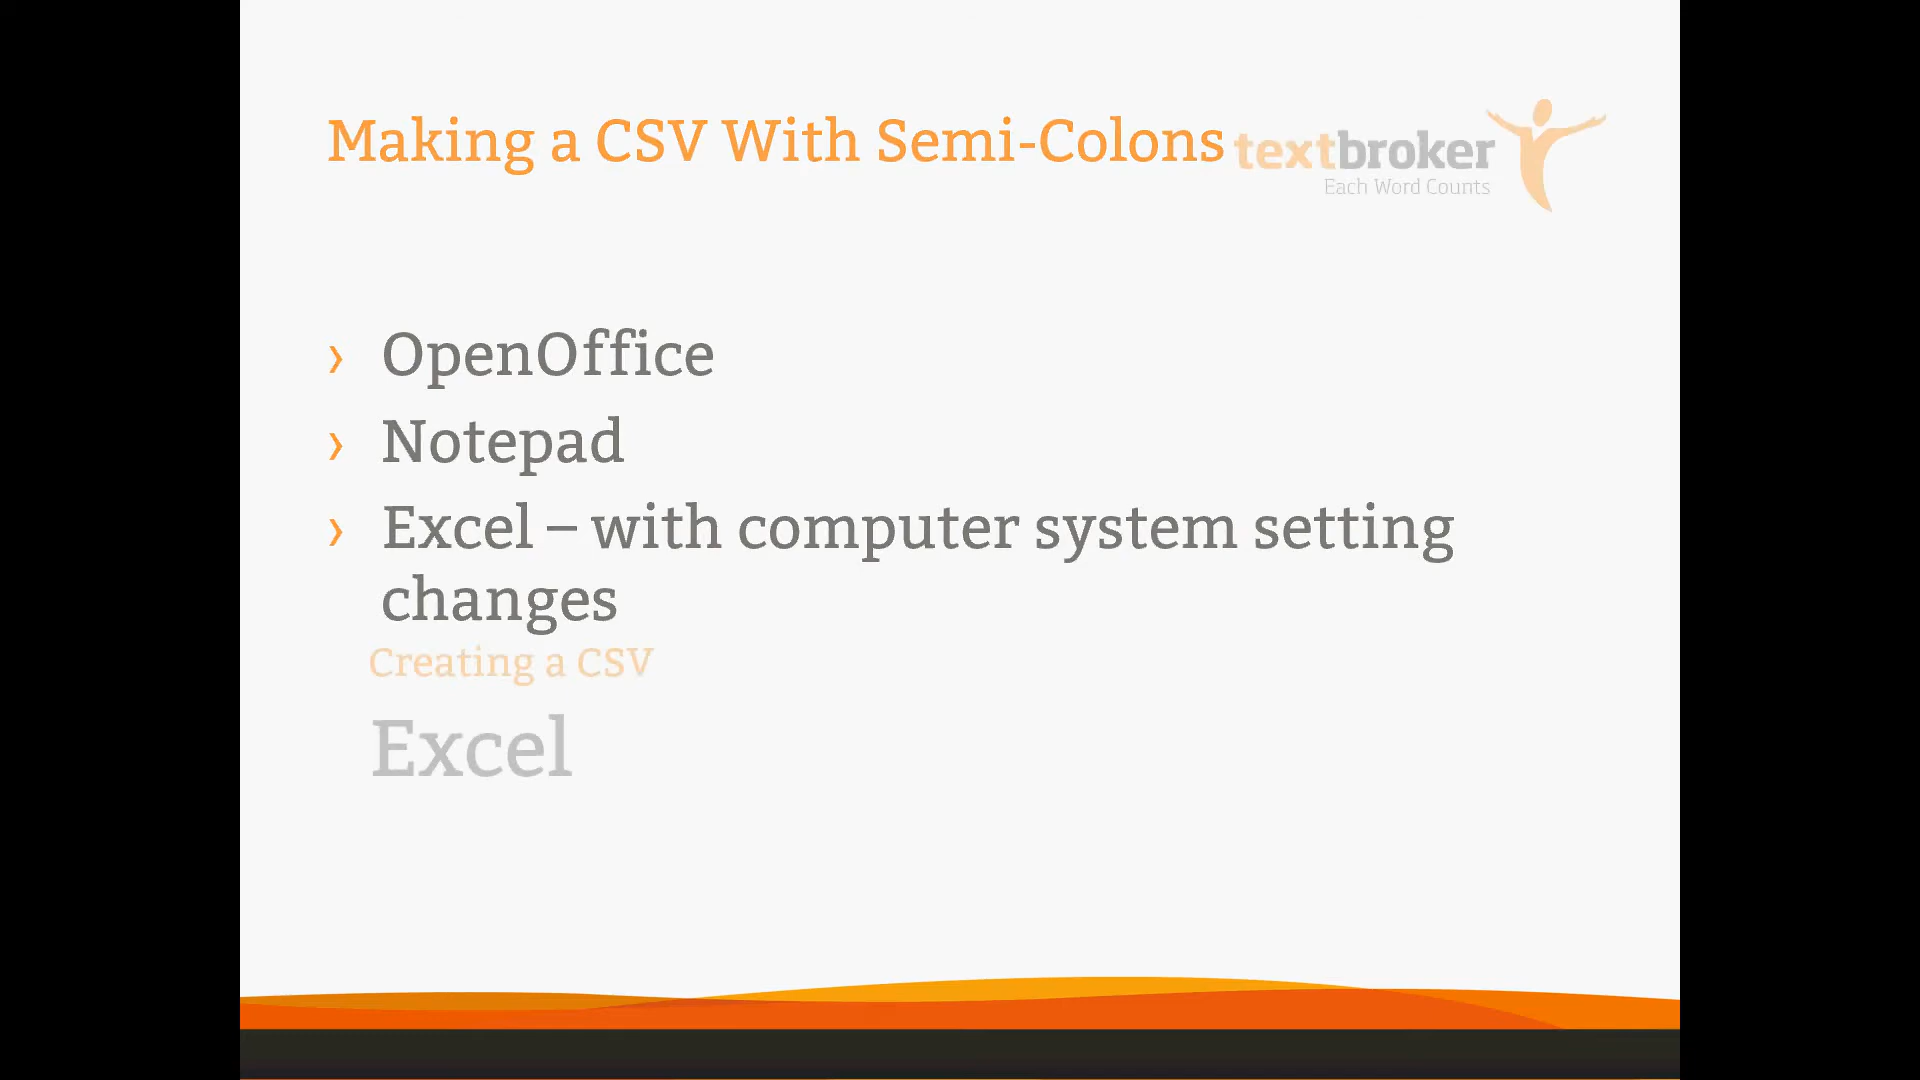 Making a CSV With Semi-Colons
textbroker
Each Word Counts
› OpenOffice
› Notepad
› Excel – with computer system setting
changes
Creating a CSV
Excel